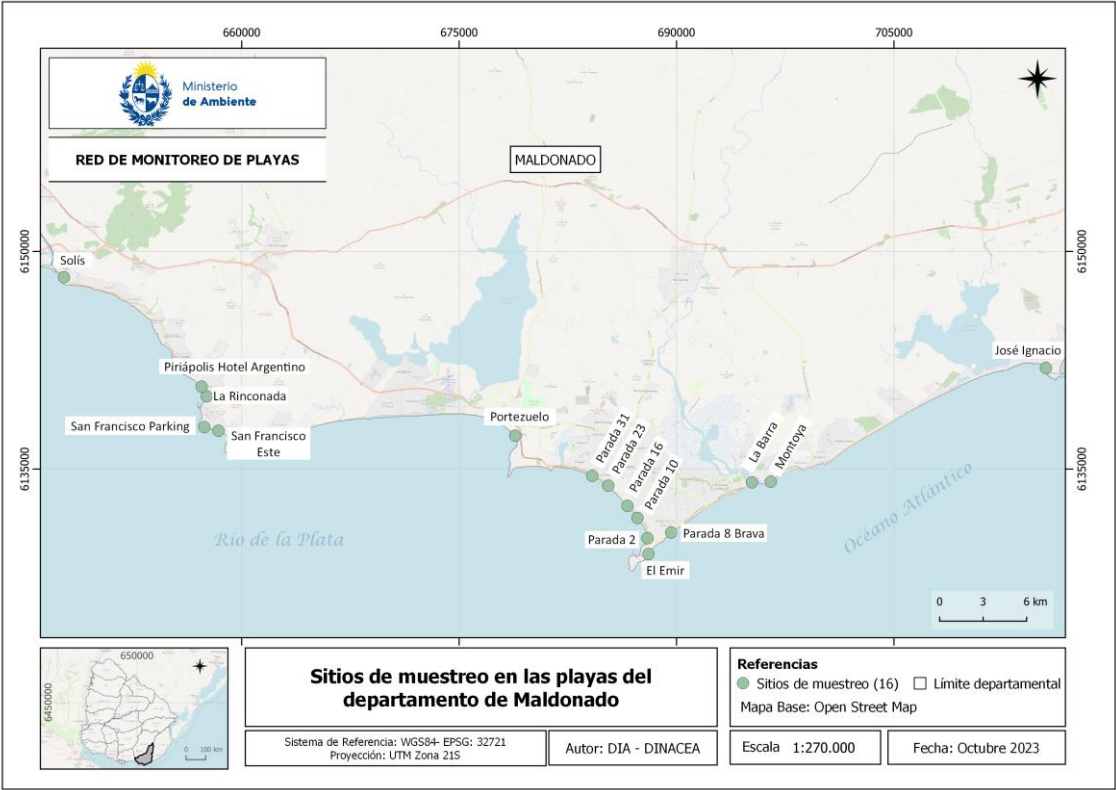 660000
675000
690000
705000
Ministerio
de Ambiente
RED DE MONITOREO DE PLAYAS
MALDONADO
6150000
6150000
Solís
José Ignacio
Piriápolis Hotel Argentino
La Rinconada
San Francisco Parking
San Francisco
Este
Portezuelo
Parada 31
Parada 23
Parada 16
Parada 10
La Barra
Montoya
6135000
6135000
Parada 2
Parada 8 Brava
El Emir
Río de la Plata
Océano Atlántico
0 3 6 km
650000
6450000
0 100 km
Sitios de muestreo en las playas del
departamento de Maldonado
Sistema de Referencia: WGS84- EPSG: 32721
Proyección: UTM Zona 21S
Autor: DIA - DINACEA
Referencias
Sitios de muestreo (16) Límite departamental
Mapa Base: Open Street Map
Escala 1:270.000
Fecha: Octubre 2023